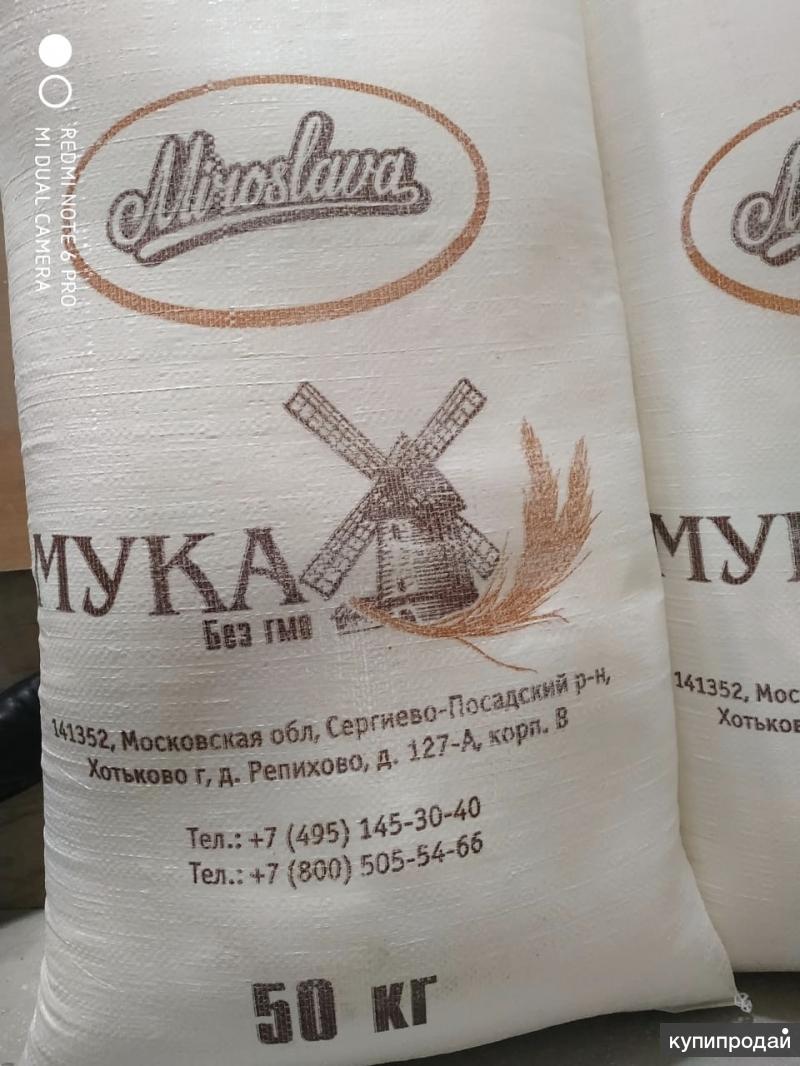 Miroslava
МУКА
Без гмо
141352, Московская обл, Сергиево-Посадский р-н,
Хотьково г, д. Репихово, д. 127-А, корп. В
Тел.: +7 (495) 145-30-40
Тел.: +7 (800) 505-54-66
50 кг
М
МУК
141352, Мос
Хотьков
REDMI NOTE 6 PRO
MI DUAL CAMERA
купипродай